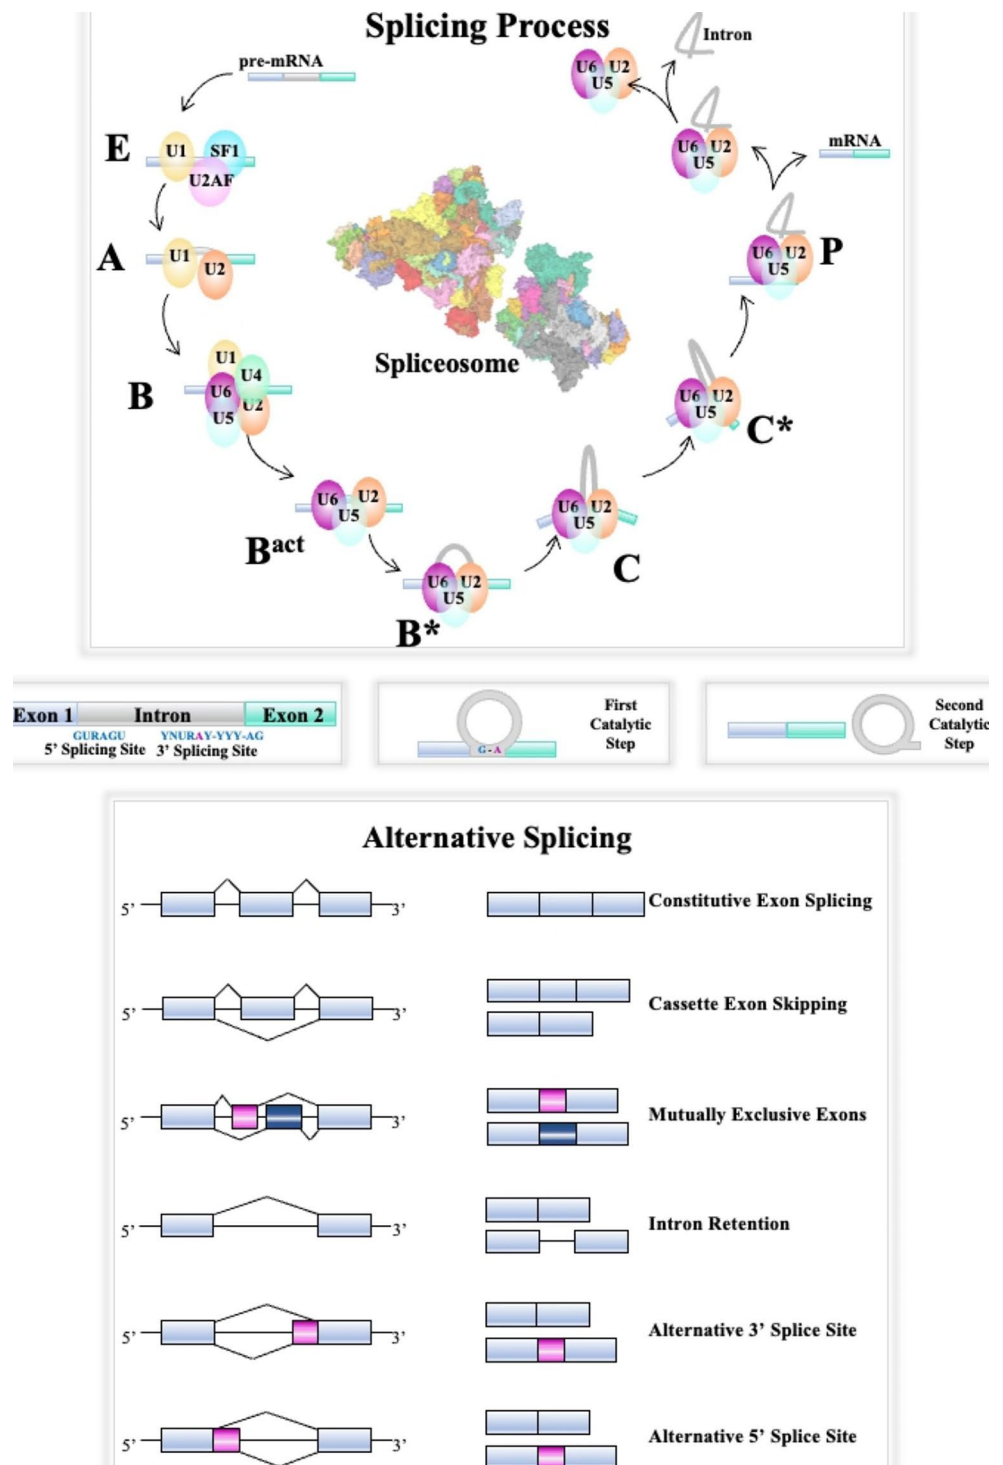 Splicing Process
pre-mRNA
E
U1
SF1
U2AF
A
U1
U2
B
U1
U4
U6
U2
U5
Bact
U6
U2
U5
B*
U6
U2
U5
C
U6
U2
U5
C*
U6
U2
U5
P
U6
U2
U5
mRNA
U6
U2
U5
Intron
U6
U2
U5
Spliceosome
Exon 1
Intron
Exon 2
GURAGU
YNURAY-YYY-AG
5’ Splicing Site
3’ Splicing Site
G - A
First
Catalytic
Step
Second
Catalytic
Step
Alternative Splicing
5’
3’
Constitutive Exon Splicing
5’
3’
Cassette Exon Skipping
5’
3’
Mutually Exclusive Exons
5’
3’
Intron Retention
5’
3’
Alternative 3’ Splice Site
5’
3’
Alternative 5’ Splice Site